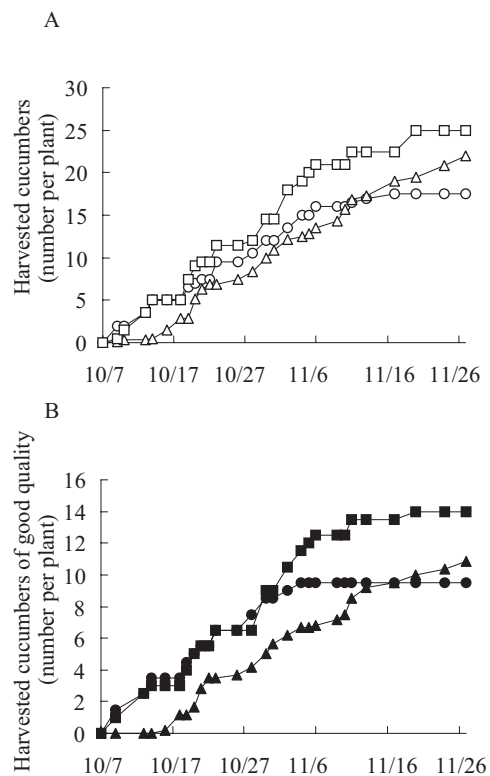 A
Harvested cucumbers
(number per plant)
30
25
20
15
10
5
0
10/7 10/17 10/27 11/6 11/16 11/26
B
Harvested cucumbers of good quality
(number per plant)
16
14
12
10
8
6
4
2
0
10/7 10/17 10/27 11/6 11/16 11/26